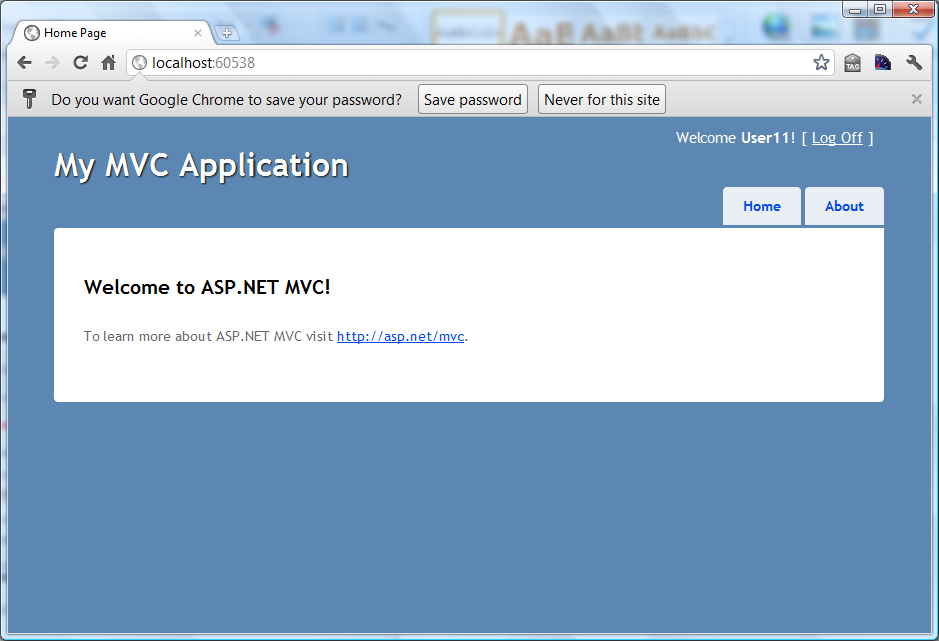 Home Page
localhost:60538
TAG
Do you want Google Chrome to save your password? Save password Never for this site
Welcome User11! [ Log Off ]
My MVC Application
Home About
Welcome to ASP.NET MVC!
To learn more about ASP.NET MVC visit http://asp.net/mvc.